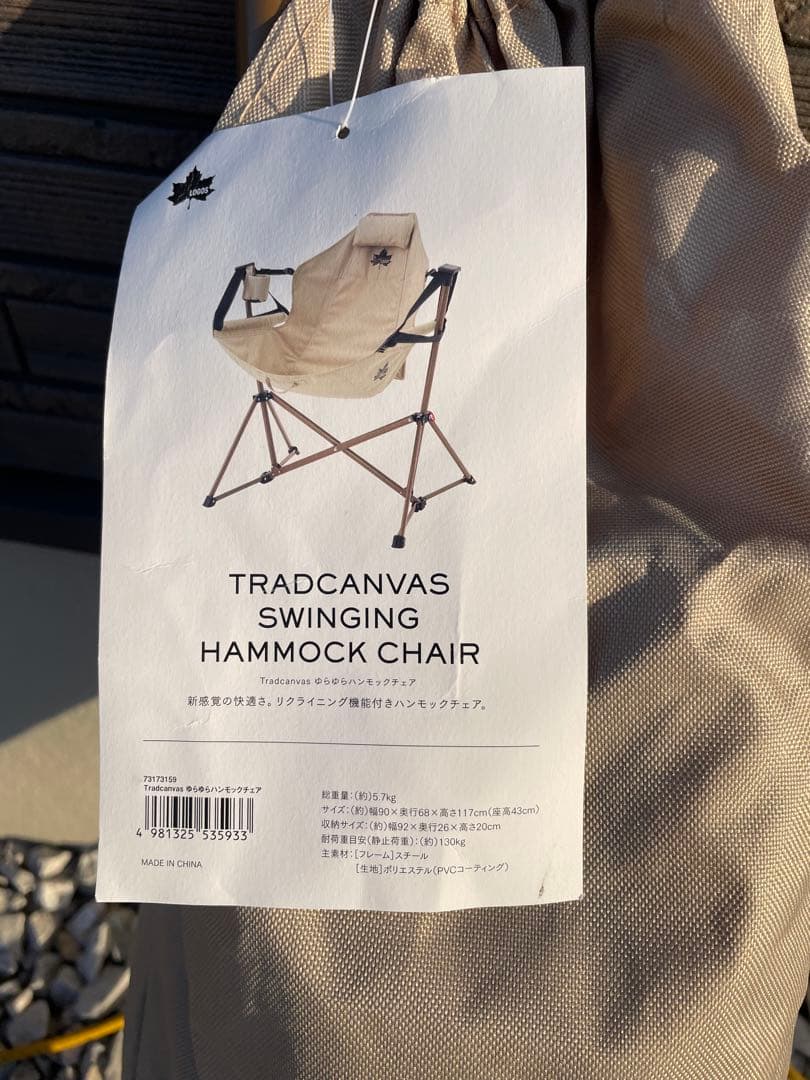 LOGOS
TRADCANVAS
SWINGING
HAMMOCK CHAIR
Tradcanvas ゆらゆらハンモックチェア
新感覚の快適さ。リクライニング機能付きハンモックチェア。
73173159
Tradcanvas ゆらゆらハンモックチェア
4 981325 535933
MADE IN CHINA
総重量:(約)5.7kg
サイズ:(約)幅90×奥行68×高さ117cm(座高43cm)
収納サイズ:(約)幅92×奥行26×高さ20cm
耐荷重目安(静止荷重):(約)130kg
主素材:[フレーム]スチール
[生地]ポリエステル(PVCコーティング)